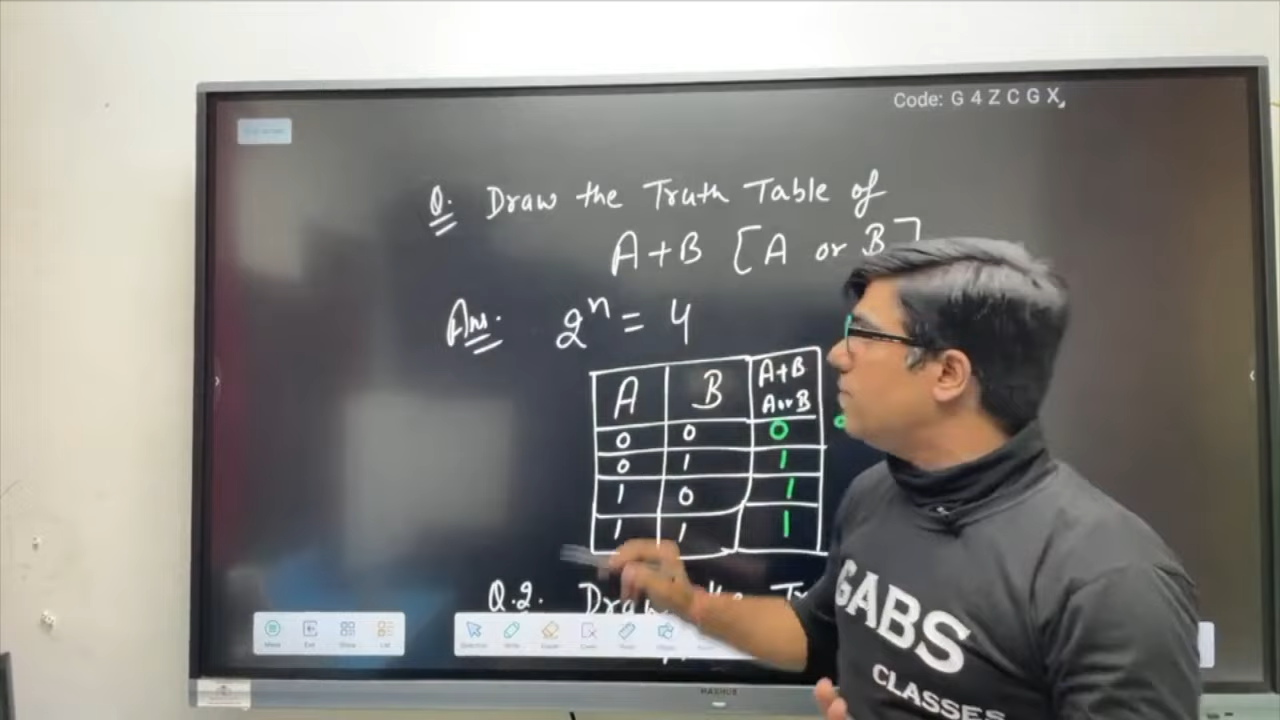 Code: G 4 Z C G X
Q. Draw the Truth Table of
A+B [A or B]
Ans. 2ⁿ = 4
A B A+B
A or B
0 0 0
0 1 1
1 0 1
1 1 1
Q.2. Draw
GABS
CLASSES
MAXHUB